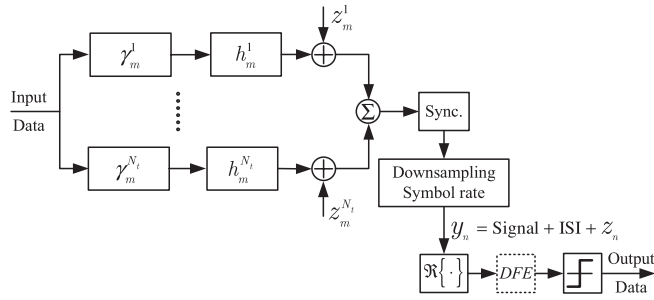 z_m^1
γ_m^1
h_m^1
Input
Data
Σ
Sync.
γ_m^{N_t}
h_m^{N_t}
z_m^{N_t}
Downsampling
Symbol rate
y_n = Signal + ISI + z_n
ℜ{·}
DFE
Output
Data